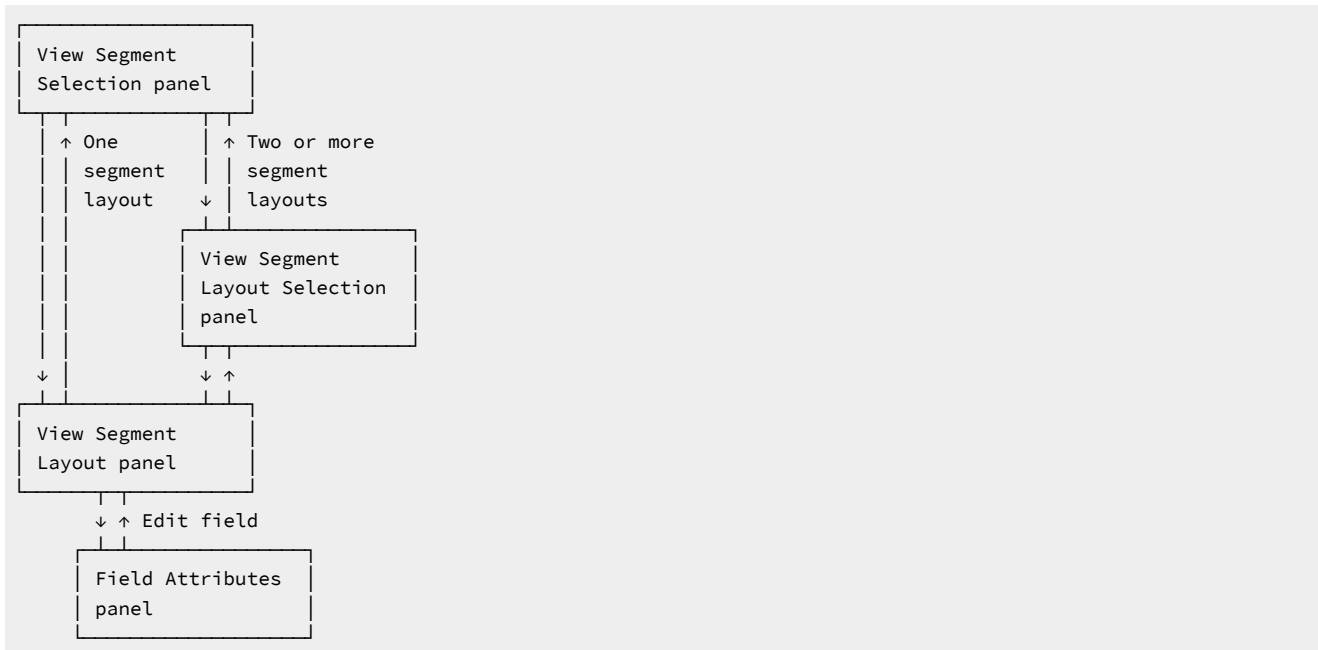 View Segment
Selection panel
One
segment
layout
Two or more
segment
layouts
View Segment
Layout Selection
panel
View Segment
Layout panel
Edit field
Field Attributes
panel